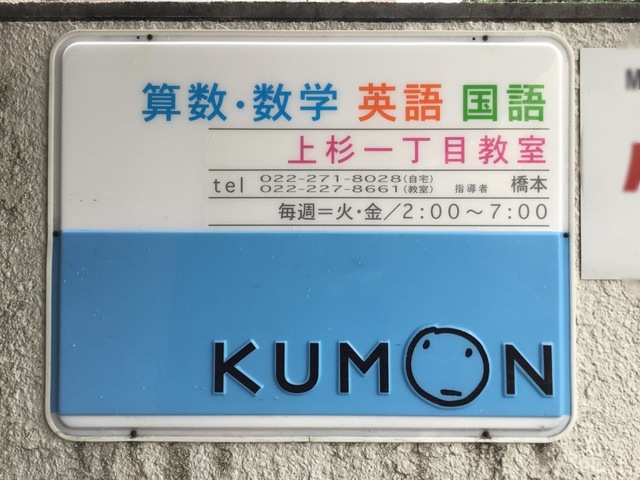 算数・数学 英語 国語
上杉一丁目教室
tel 022-271-8028(自宅)
022-227-8661(教室) 指導者 橋本
毎週=火・金/2:00〜7:00
KUMON